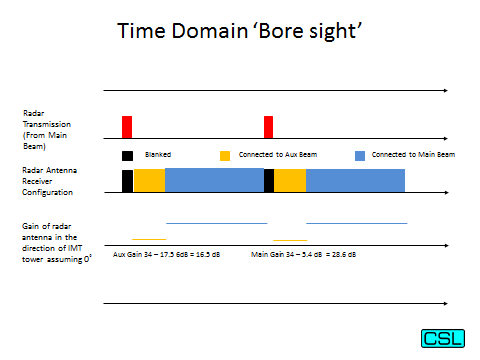 Time Domain ‘Bore sight’
Radar
Transmission
(From Main
Beam)
Blanked
Connected to Aux Beam
Connected to Main Beam
Radar Antenna
Receiver
Configuration
Gain of radar
antenna in the
direction of IMT
tower assuming 0°
Aux Gain 34 – 17.5 6dB = 16.5 dB
Main Gain 34 – 5.4 dB = 28.6 dB
CSL